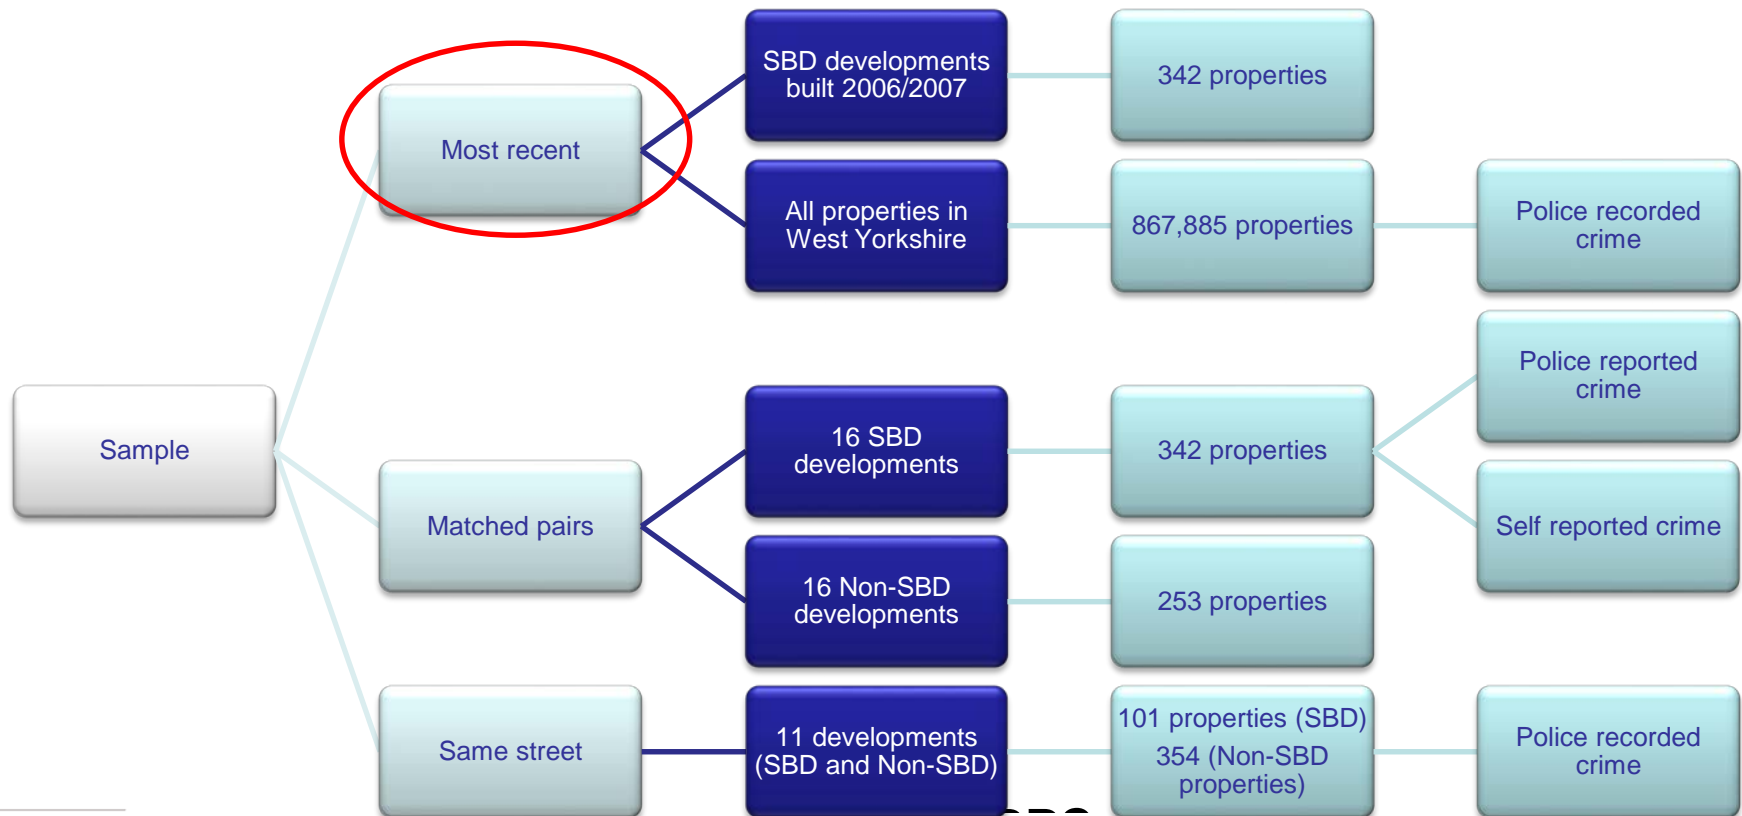 SBD developments
built 2006/2007
342 properties
Most recent
All properties in
West Yorkshire
867,885 properties
Police recorded
crime
Police reported
crime
Sample
16 SBD
developments
342 properties
Matched pairs
Self reported crime
16 Non-SBD
developments
253 properties
Same street
11 developments
(SBD and Non-SBD)
101 properties (SBD)
354 (Non-SBD
properties)
Police recorded
crime